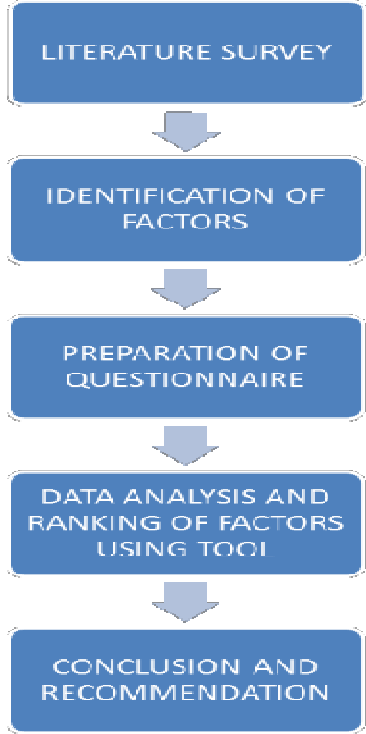 LITERATURE SURVEY
IDENTIFICATION OF
FACTORS
PREPARATION OF
QUESTIONNAIRE
DATA ANALYSIS AND
RANKING OF FACTORS
USING TOOL
CONCLUSION AND
RECOMMENDATION